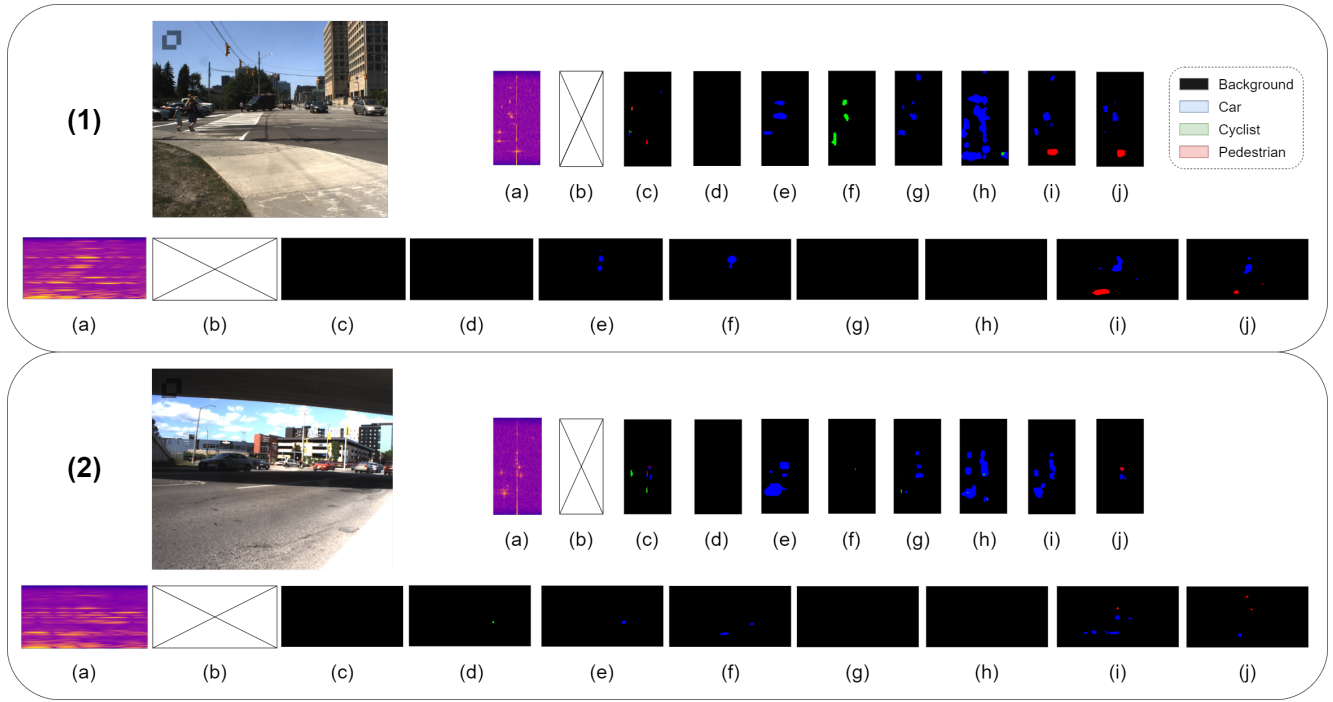 (1)
Background
Car
Cyclist
Pedestrian
(a) (b) (c) (d) (e) (f) (g) (h) (i) (j)
(a) (b) (c) (d) (e) (f) (g) (h) (i) (j)
(2)
(a) (b) (c) (d) (e) (f) (g) (h) (i) (j)
(a) (b) (c) (d) (e) (f) (g) (h) (i) (j)